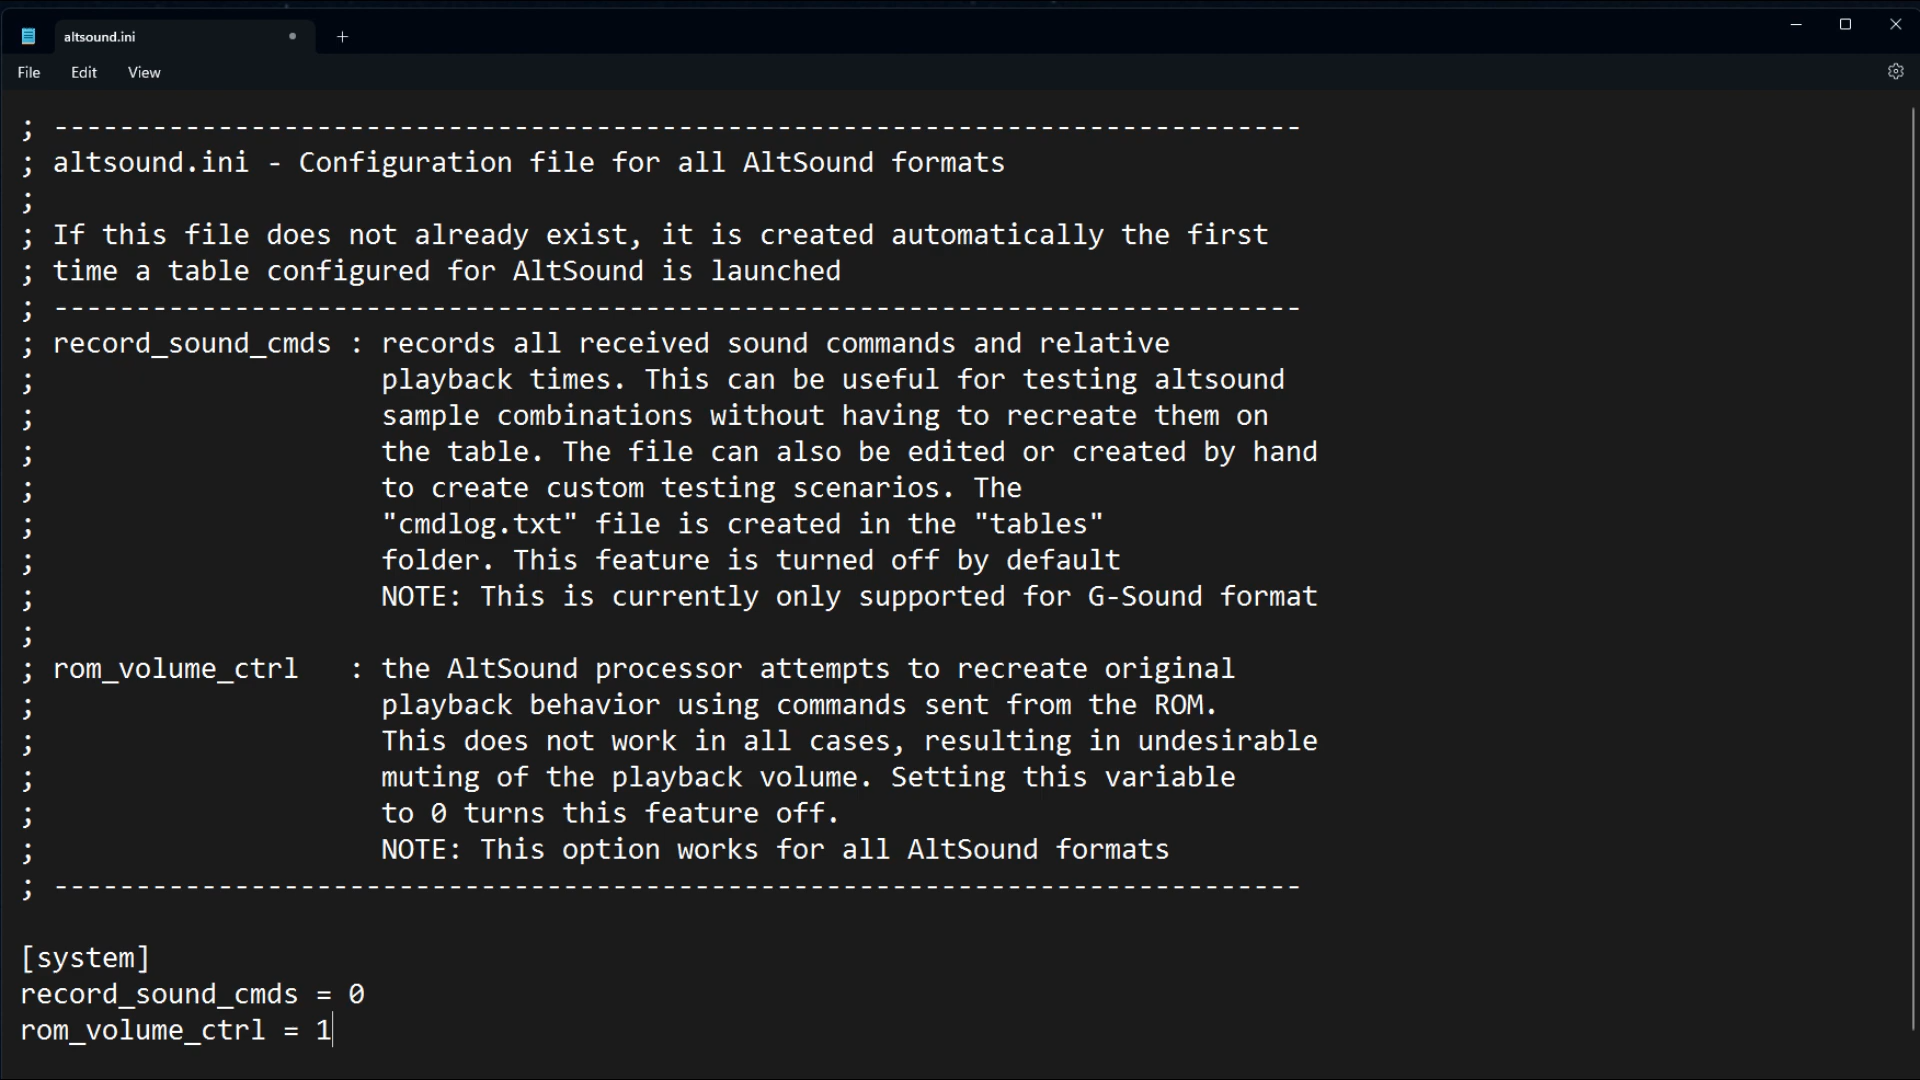 altsound.ini
File Edit View
; ----------------------------------------------------------------------------
; altsound.ini - Configuration file for all AltSound formats
;
; If this file does not already exist, it is created automatically the first
; time a table configured for AltSound is launched
; ----------------------------------------------------------------------------
; record_sound_cmds : records all received sound commands and relative
;                     playback times. This can be useful for testing altsound
;                     sample combinations without having to recreate them on
;                     the table. The file can also be edited or created by hand
;                     to create custom testing scenarios. The
;                     "cmdlog.txt" file is created in the "tables"
;                     folder. This feature is turned off by default
;                     NOTE: This is currently only supported for G-Sound format
;
; rom_volume_ctrl   : the AltSound processor attempts to recreate original
;                     playback behavior using commands sent from the ROM.
;                     This does not work in all cases, resulting in undesirable
;                     muting of the playback volume. Setting this variable
;                     to 0 turns this feature off.
;                     NOTE: This option works for all AltSound formats
; ----------------------------------------------------------------------------
[system]
record_sound_cmds = 0
rom_volume_ctrl = 1